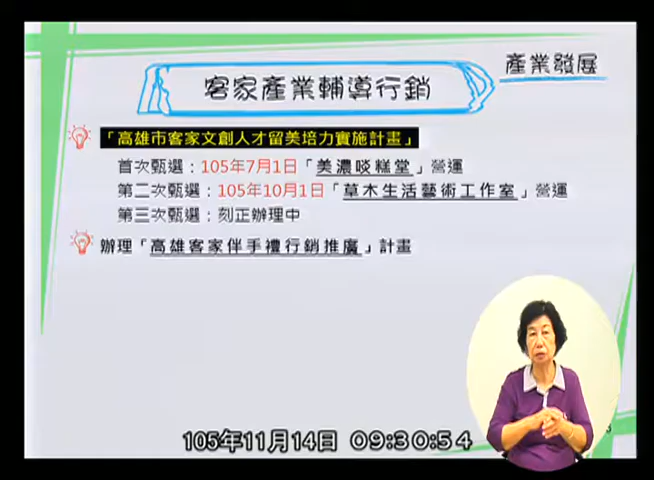 產業發展
客家產業輔導行銷
「高雄市客家文創人才留美培力實施計畫」
首次甄選：105年7月1日「美濃啖糕堂」營運
第二次甄選：105年10月1日「草木生活藝術工作室」營運
第三次甄選：刻正辦理中
辦理「高雄客家伴手禮行銷推廣」計畫
105年11月14日 09:30:54